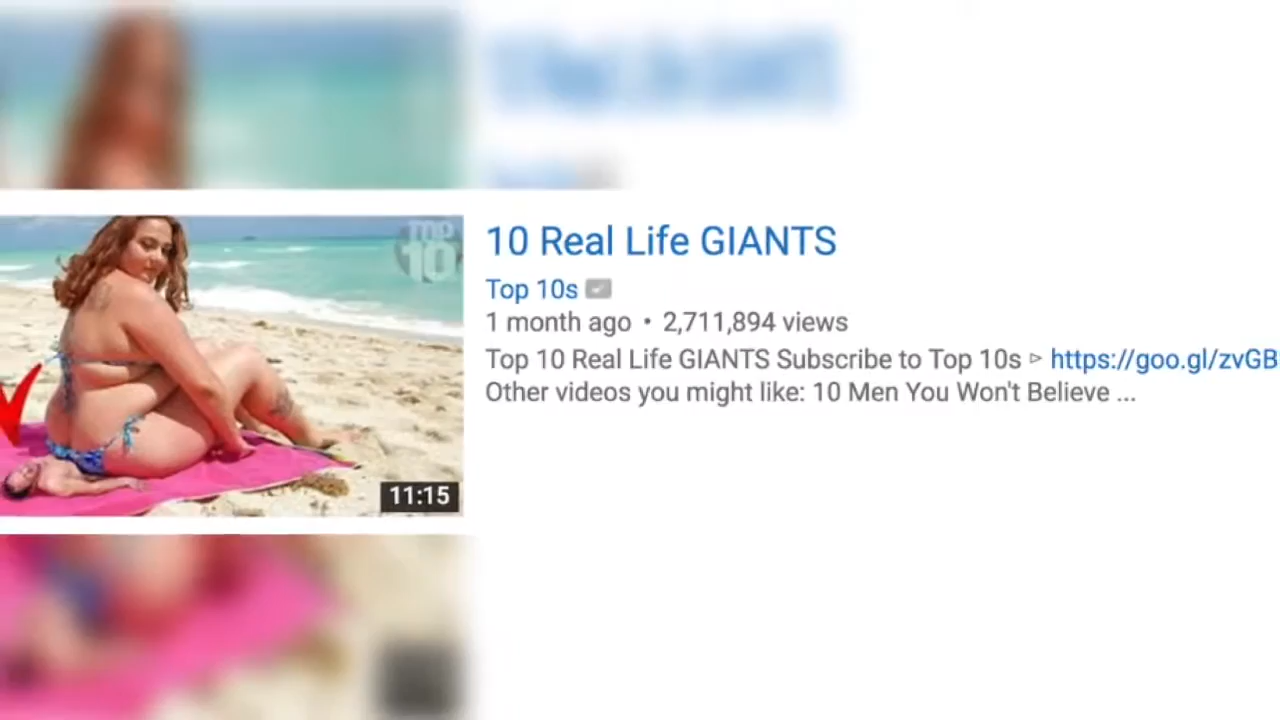 TOP
10
10 Real Life GIANTS
Top 10s
1 month ago • 2,711,894 views
Top 10 Real Life GIANTS Subscribe to Top 10s ▹ https://goo.gl/zvGB
Other videos you might like: 10 Men You Won't Believe ...
11:15